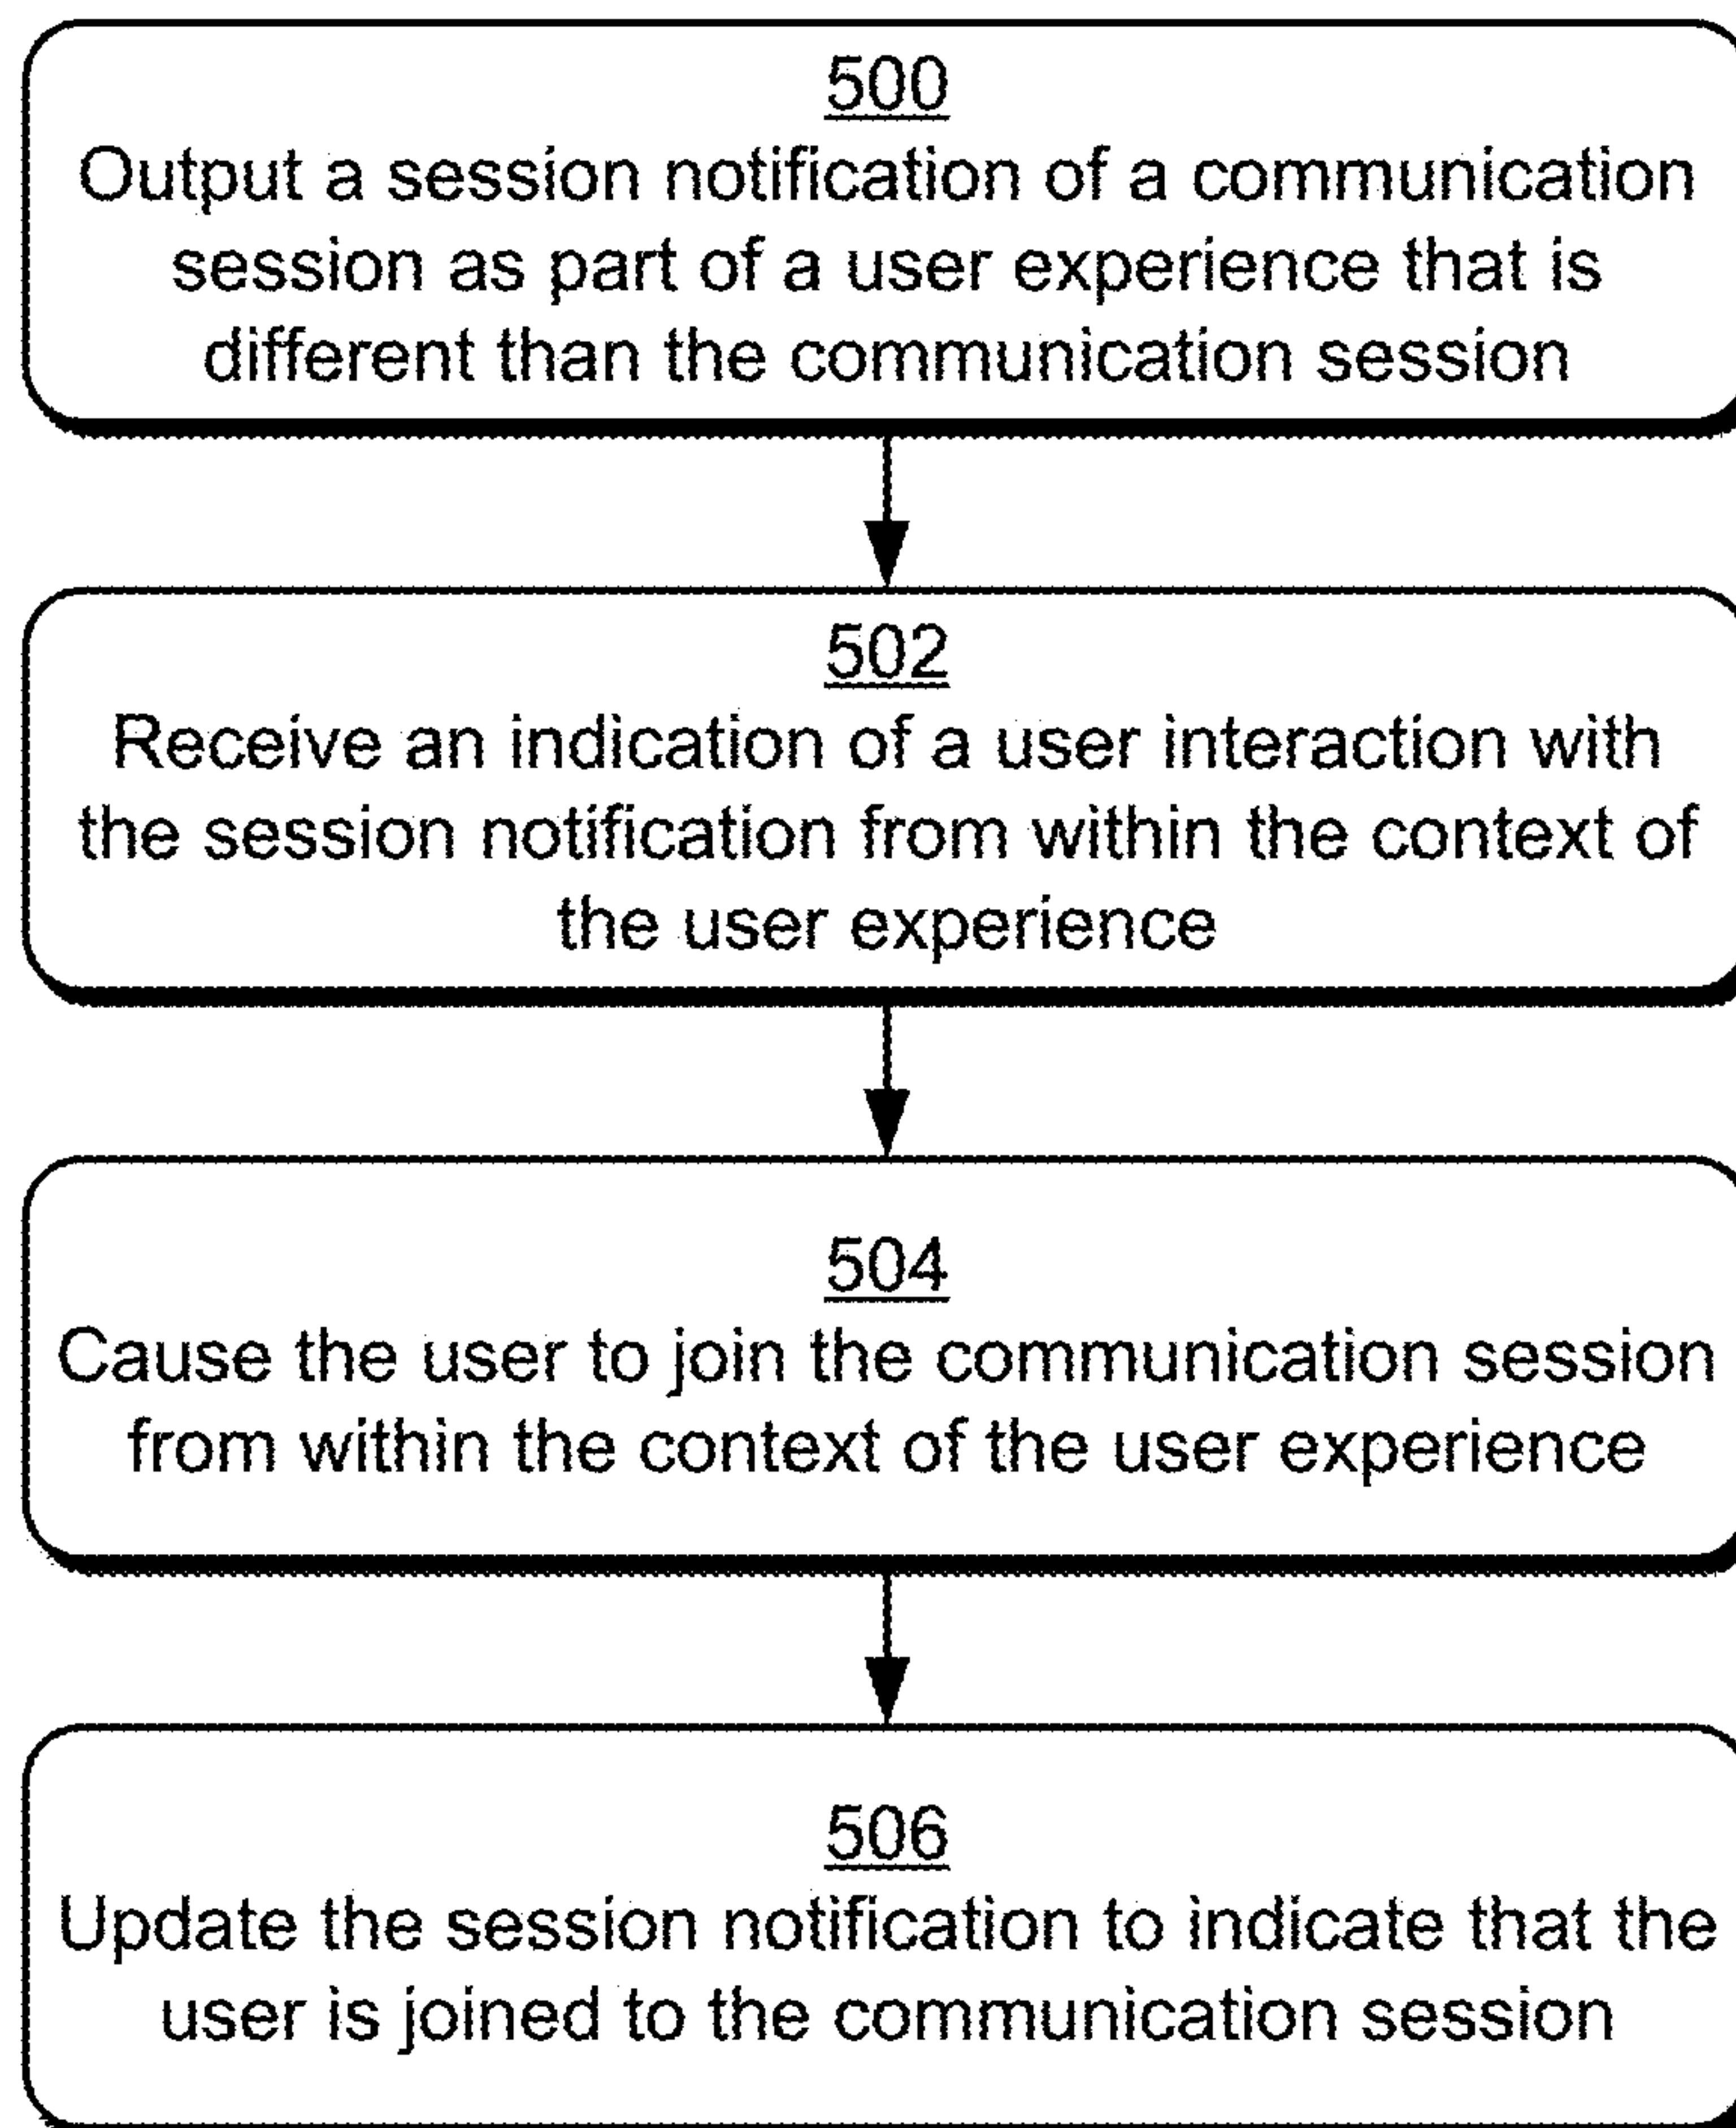 500
Output a session notification of a communication
session as part of a user experience that is
different than the communication session
502
Receive an indication of a user interaction with
the session notification from within the context of
the user experience
504
Cause the user to join the communication session
from within the context of the user experience
506
Update the session notification to indicate that the
user is joined to the communication session